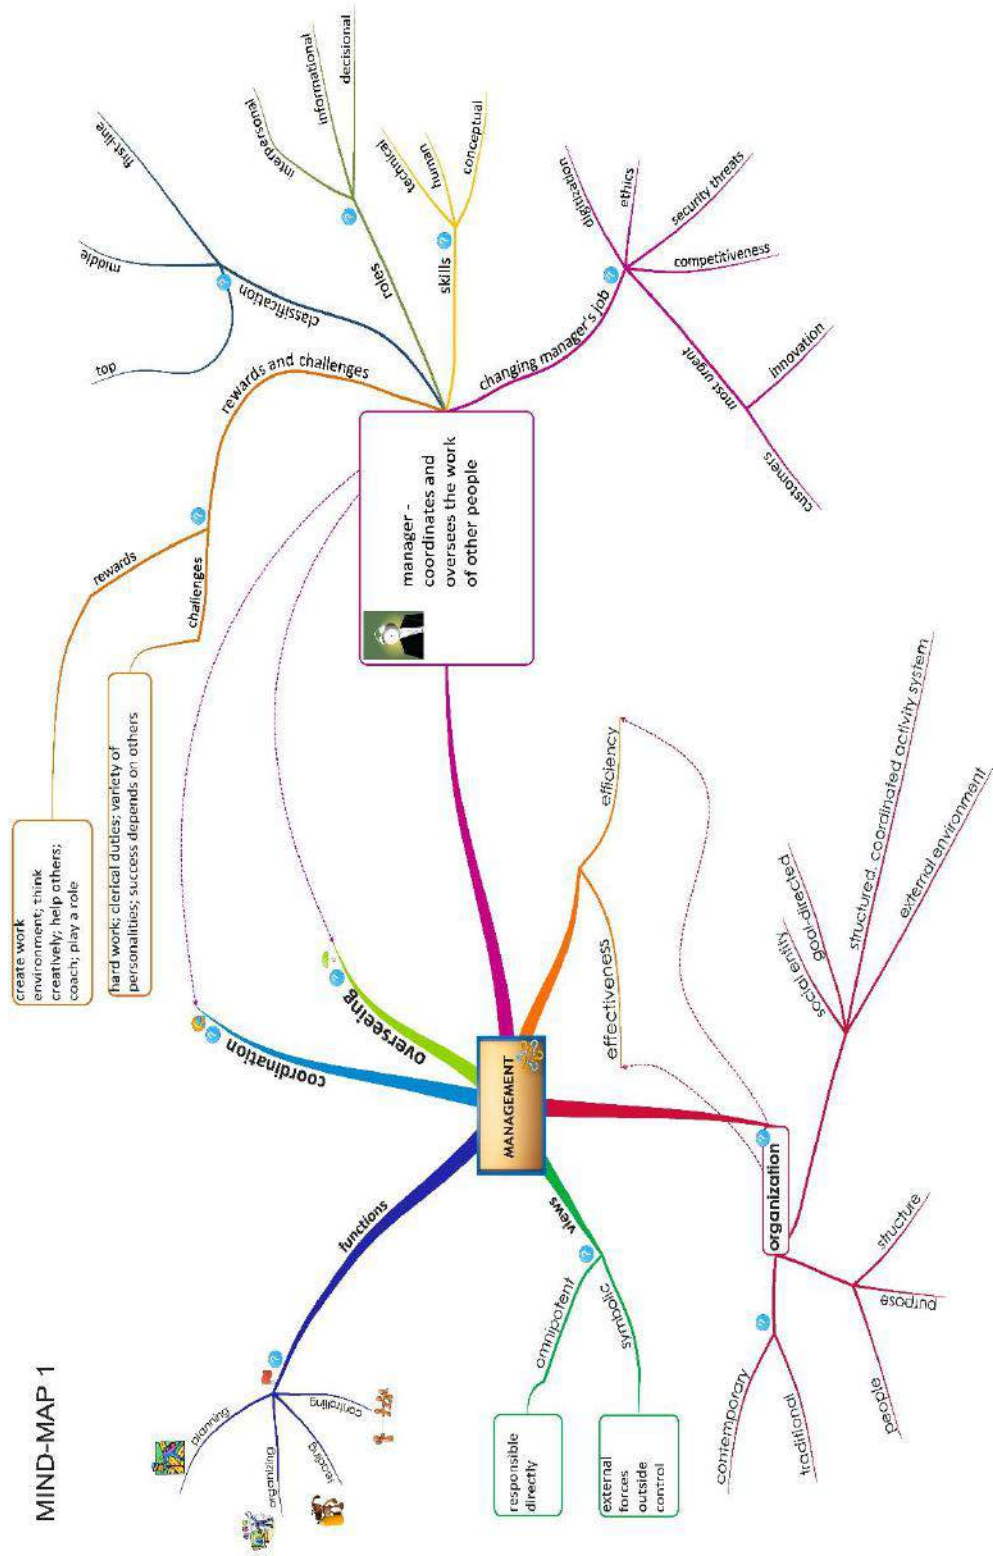 MIND-MAP 1
MANAGEMENT
functions
planning
organizing
leading
controlling
coordination
overseeing
views
omnipotent
responsible
directly
symbolic
external
forces
outside
control
organization
contemporary
traditional
people
purpose
structure
social entity
goal-directed
structured, coordinated activity system
external environment
effectiveness
efficiency
manager -
coordinates and
oversees the work
of other people
rewards and challenges
rewards
create work
environment; think
creatively; help others;
coach; play a role
challenges
hard work; clerical duties; variety of
personalities; success depends on others
classification
top
middle
first-line
roles
interpersonal
informational
decisional
skills
technical
human
conceptual
changing manager's job
digitization
ethics
security threats
competitiveness
most urgent
innovation
customers